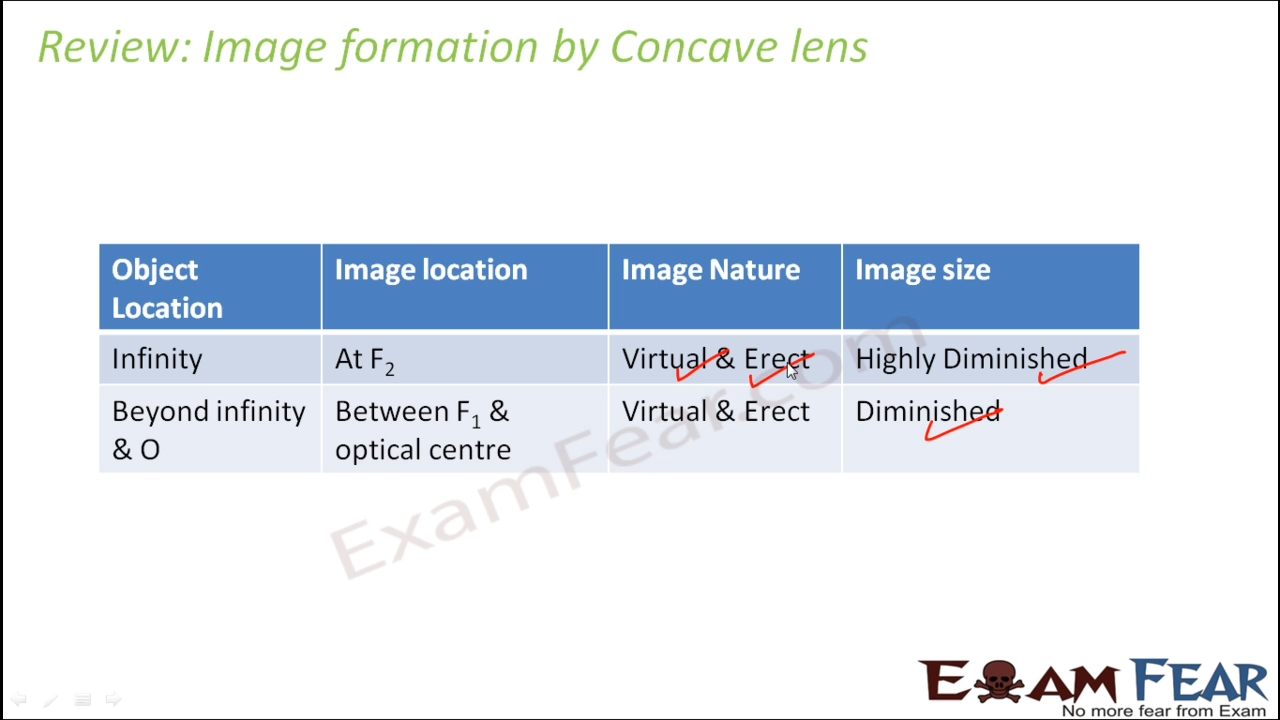 Review: Image formation by Concave lens
Object Location
Image location
Image Nature
Image size
Infinity
At F2
Virtual & Erect
Highly Diminished
Beyond infinity & O
Between F1 & optical centre
Virtual & Erect
Diminished
ExamFear.com
EXAM FEAR
No more fear from Exam